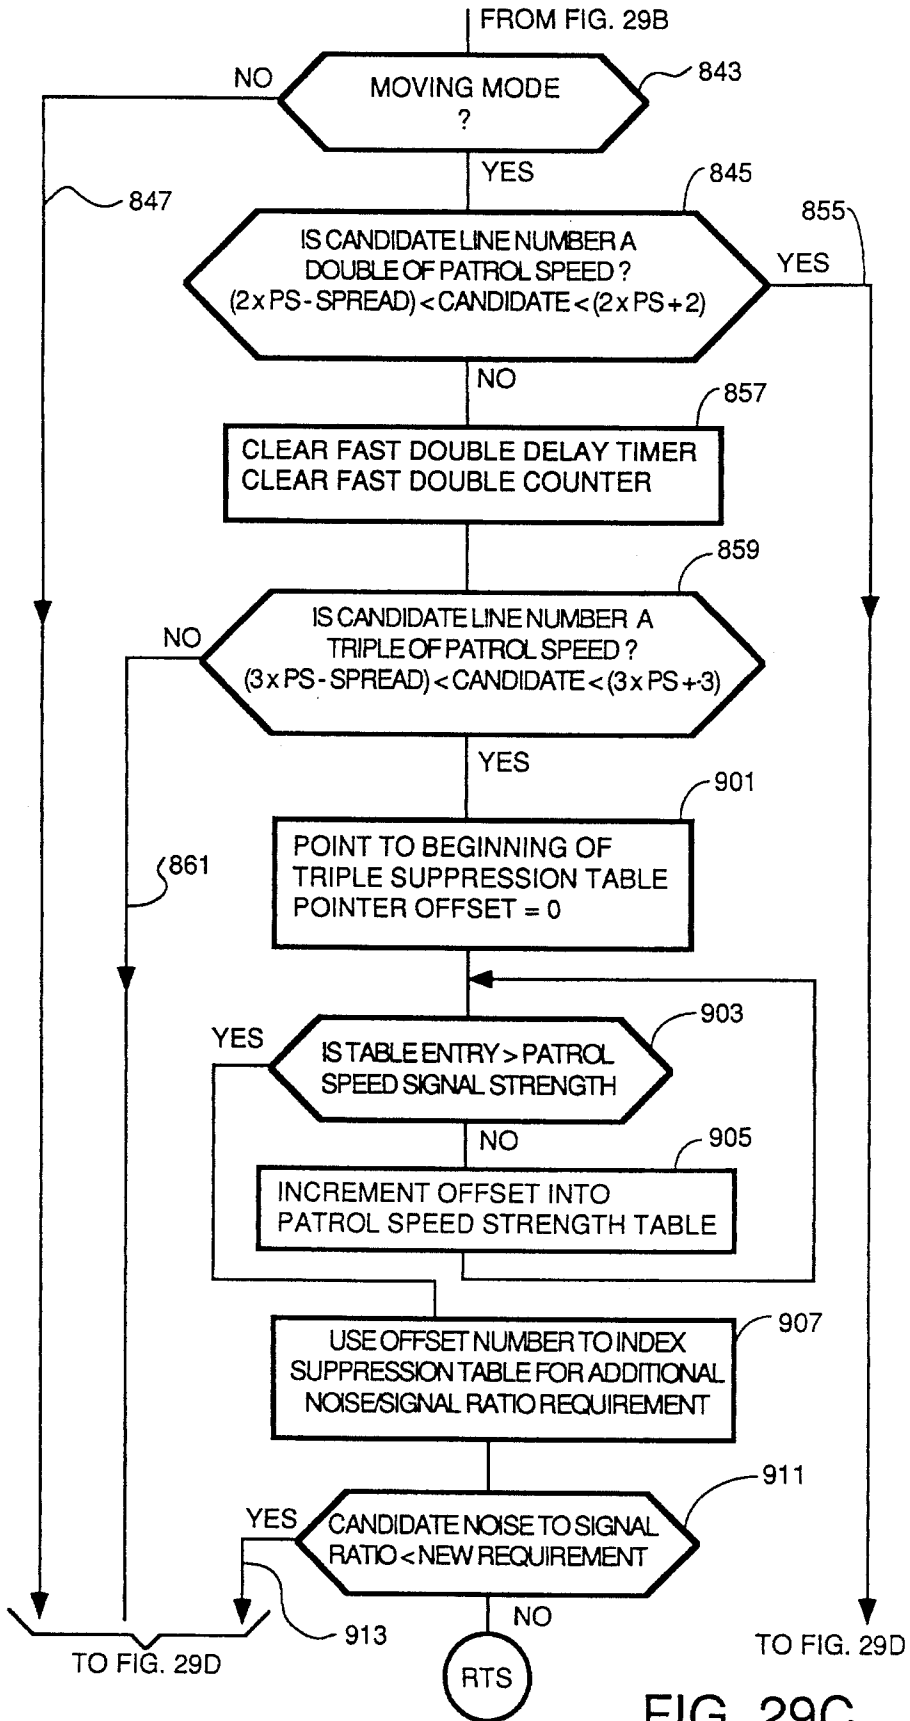 FROM FIG. 29B
NO
MOVING MODE
?
843
YES
847
845
855
IS CANDIDATE LINE NUMBER A
DOUBLE OF PATROL SPEED ?
(2 x PS - SPREAD) < CANDIDATE < (2 x PS + 2)
YES
NO
857
CLEAR FAST DOUBLE DELAY TIMER
CLEAR FAST DOUBLE COUNTER
859
NO
IS CANDIDATE LINE NUMBER A
TRIPLE OF PATROL SPEED ?
(3 x PS - SPREAD) < CANDIDATE < (3 x PS + 3)
YES
901
861
POINT TO BEGINNING OF
TRIPLE SUPPRESSION TABLE
POINTER OFFSET = 0
903
YES
IS TABLE ENTRY > PATROL
SPEED SIGNAL STRENGTH
NO
905
INCREMENT OFFSET INTO
PATROL SPEED STRENGTH TABLE
907
USE OFFSET NUMBER TO INDEX
SUPPRESSION TABLE FOR ADDITIONAL
NOISE/SIGNAL RATIO REQUIREMENT
911
YES
CANDIDATE NOISE TO SIGNAL
RATIO < NEW REQUIREMENT
NO
913
TO FIG. 29D
RTS
TO FIG. 29D
FIG. 29C